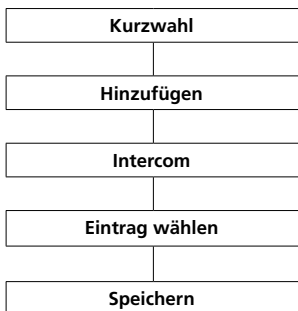 Kurzwahl
Hinzufügen
Intercom
Eintrag wählen
Speichern